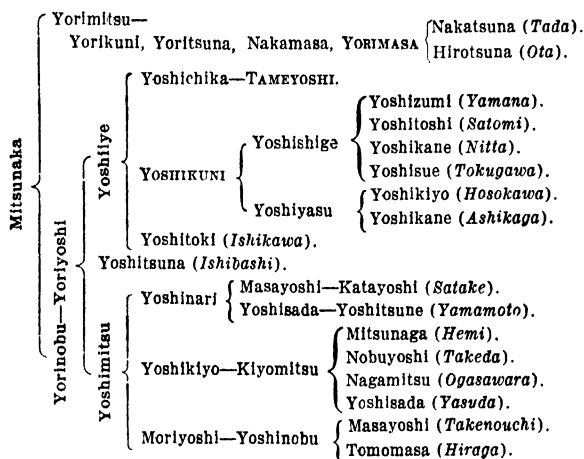 Mitsunaka
Yorimitsu—
Yorikuni, Yoritsuna, Nakamasa, YORIMASA
Nakatsuna (Tada).
Hirotsuna (Ota).
Yorinobu—Yoriyoshi
Yoshiiye
Yoshichika—TAMEYOSHI.
YOSHIKUNI
Yoshishige
Yoshizumi (Yamana).
Yoshitoshi (Satomi).
Yoshikane (Nitta).
Yoshisue (Tokugawa).
Yoshiyasu
Yoshikiyo (Hosokawa).
Yoshikane (Ashikaga).
Yoshitoki (Ishikawa).
Yoshitsuna (Ishibashi).
Yoshimitsu
Yoshinari
Masayoshi—Katayoshi (Satake).
Yoshisada—Yoshitsune (Yamamoto).
Yoshikiyo—Kiyomitsu
Mitsunaga (Hemi).
Nobuyoshi (Takeda).
Nagamitsu (Ogasawara).
Yoshisada (Yasuda).
Moriyoshi—Yoshinobu
Masayoshi (Takenouchi).
Tomomasa (Hiraga).